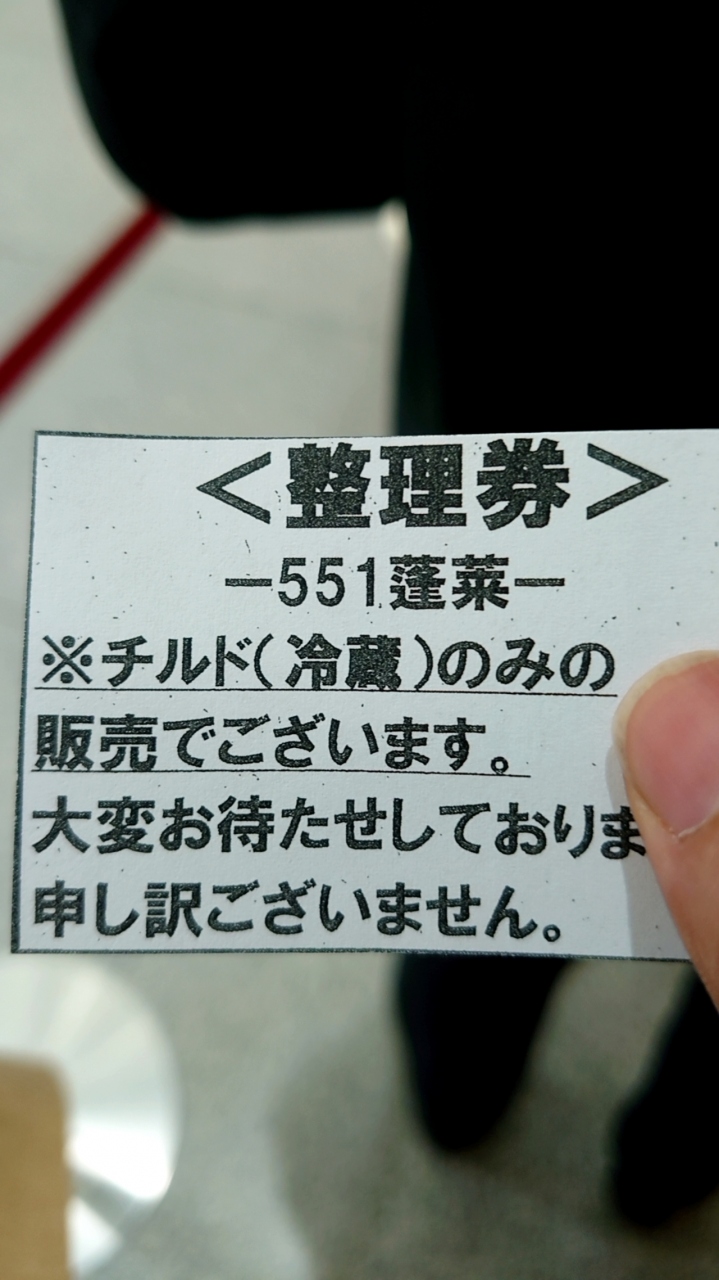 ＜整理券＞
－551蓬莱－
※チルド(冷蔵)のみの
販売でございます。
大変お待たせしておりま
申し訳ございません。